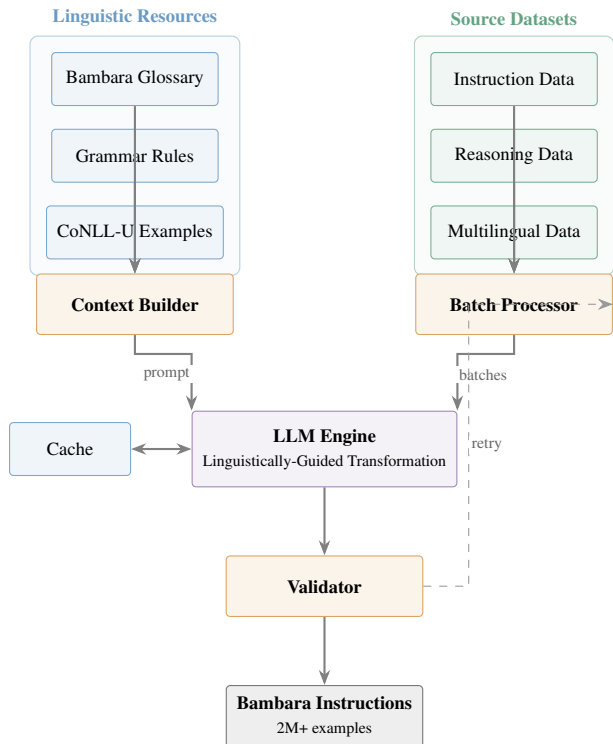 Linguistic Resources
Source Datasets
Bambara Glossary
Instruction Data
Grammar Rules
Reasoning Data
CoNLL-U Examples
Multilingual Data
Context Builder
Batch Processor
prompt
batches
LLM Engine
Linguistically-Guided Transformation
Cache
retry
Validator
Bambara Instructions
2M+ examples